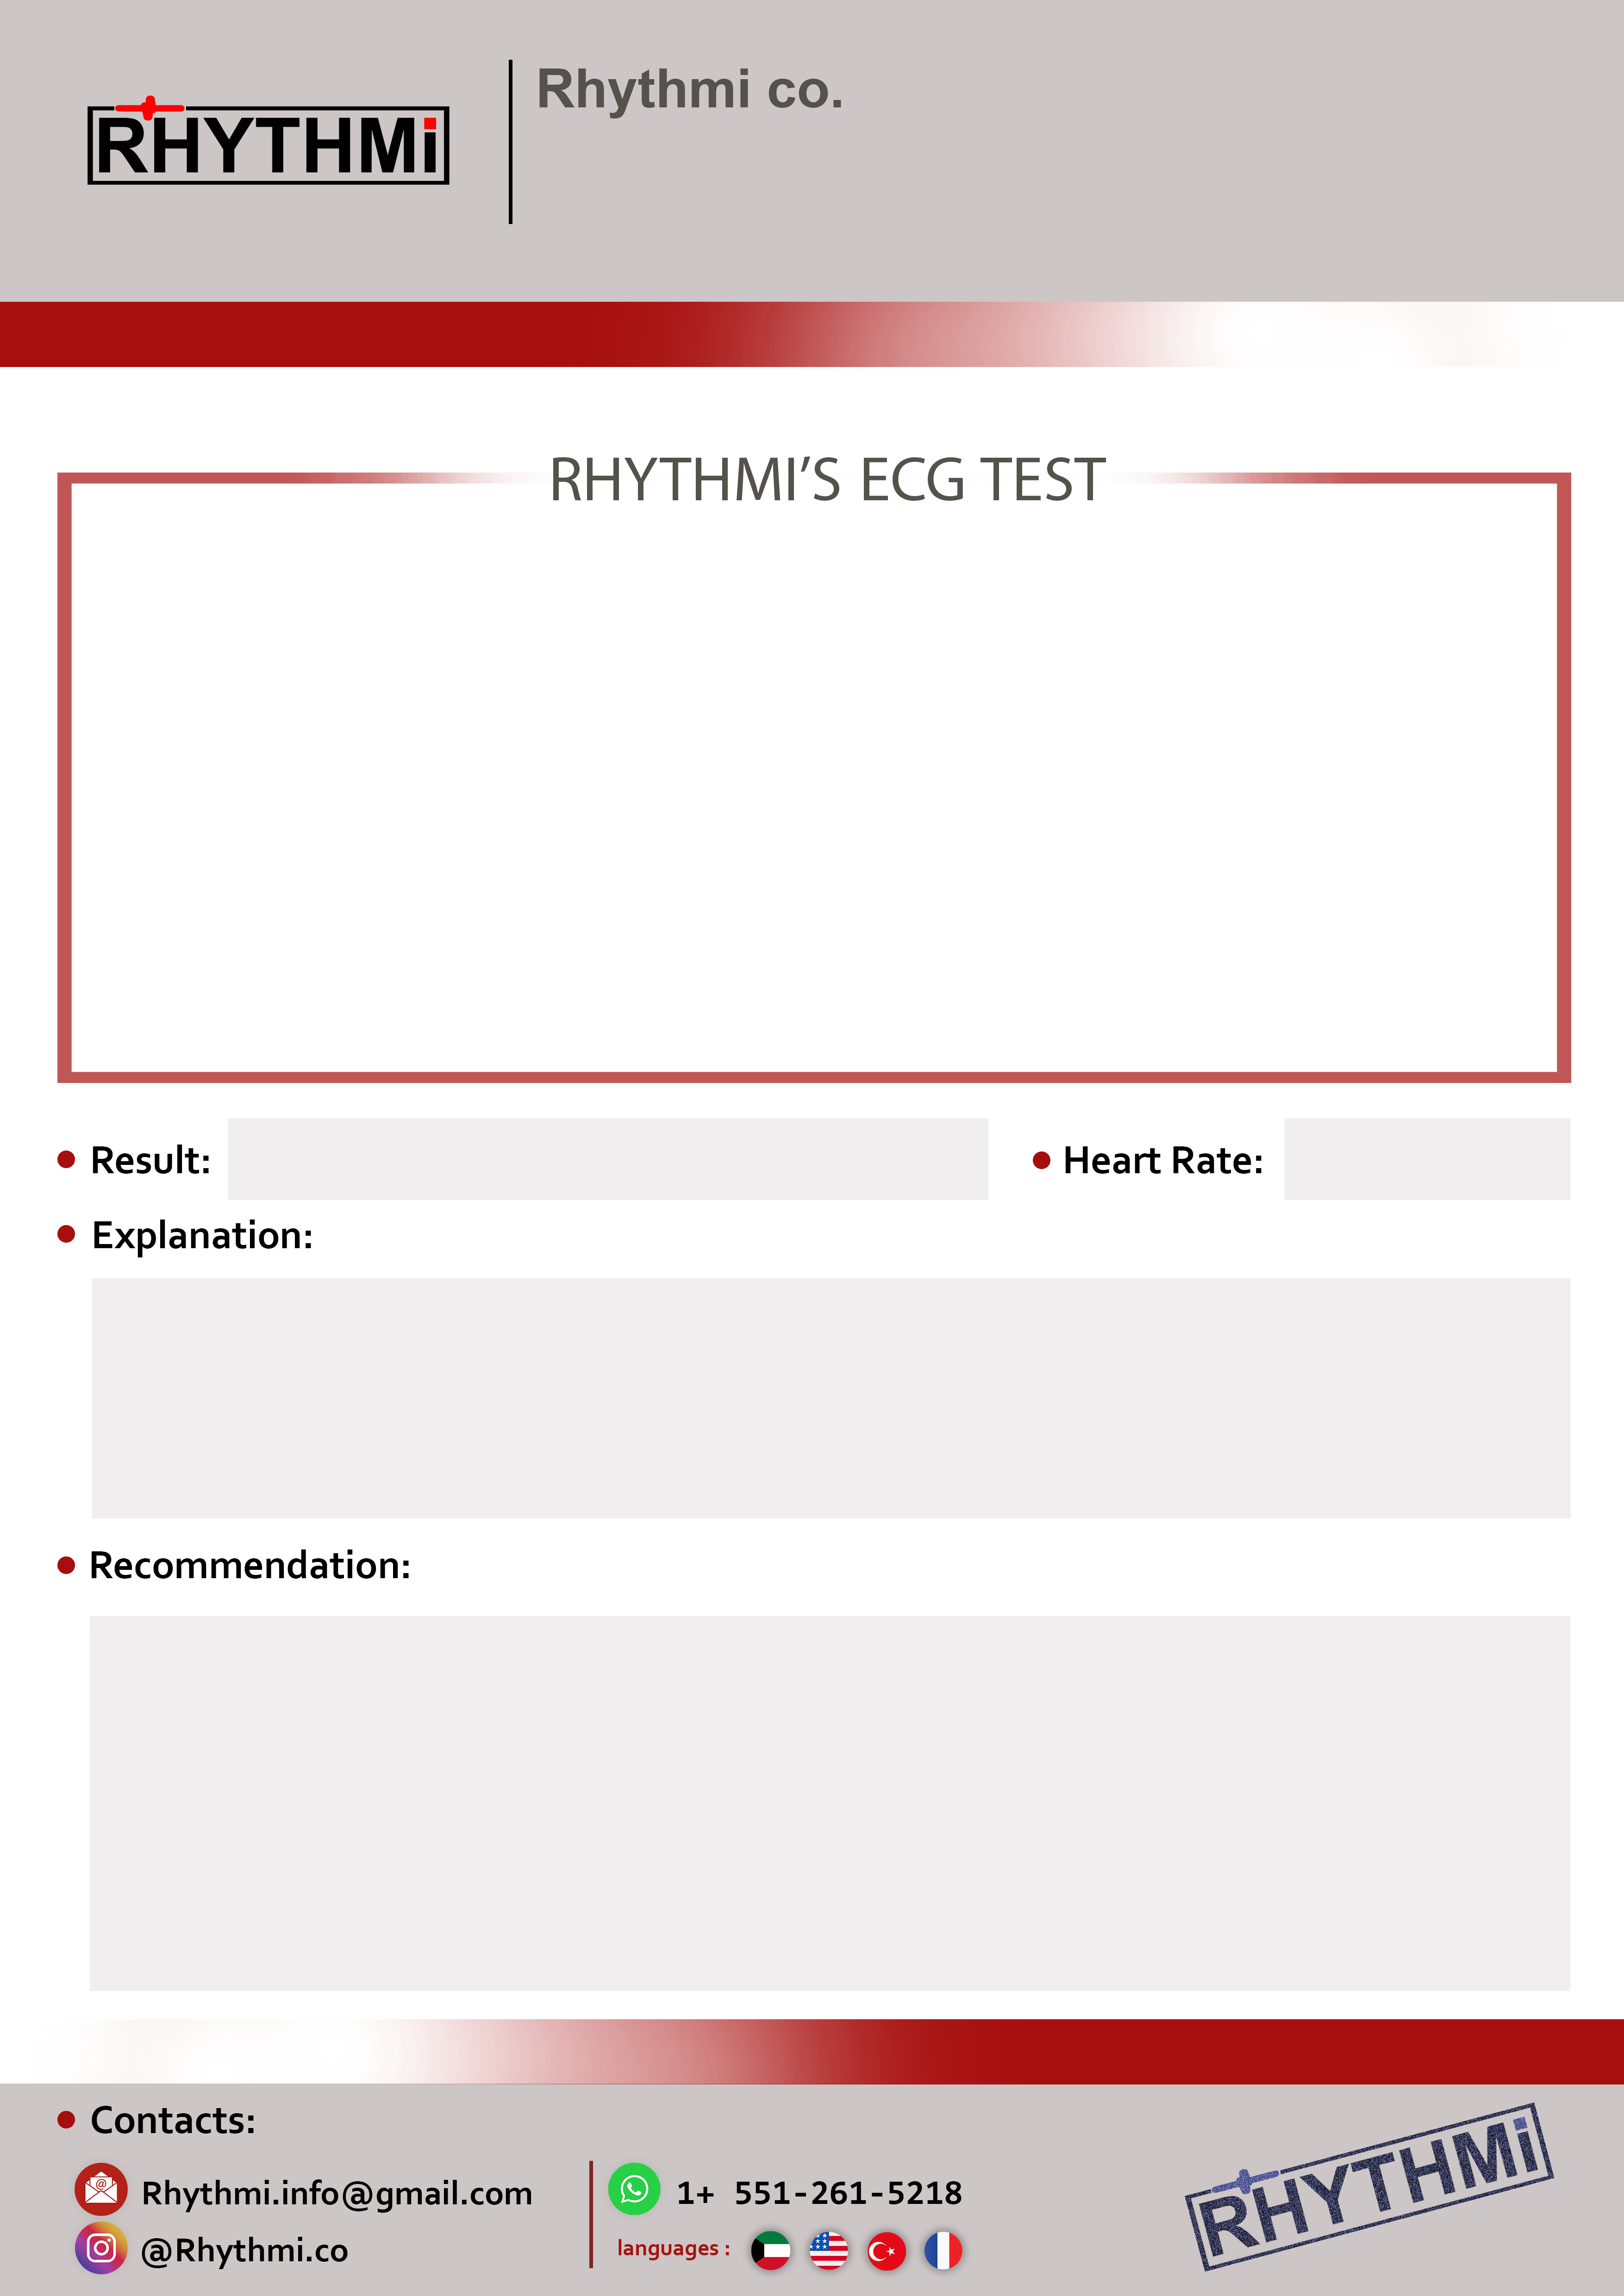 RHYTHMi
Rhythmi co.
RHYTHMI’S ECG TEST
Result:
Heart Rate:
Explanation:
Recommendation:
Contacts:
@
Rhythmi.info@gmail.com
1+ 551-261-5218
@Rhythmi.co
languages :
RHYTHMi